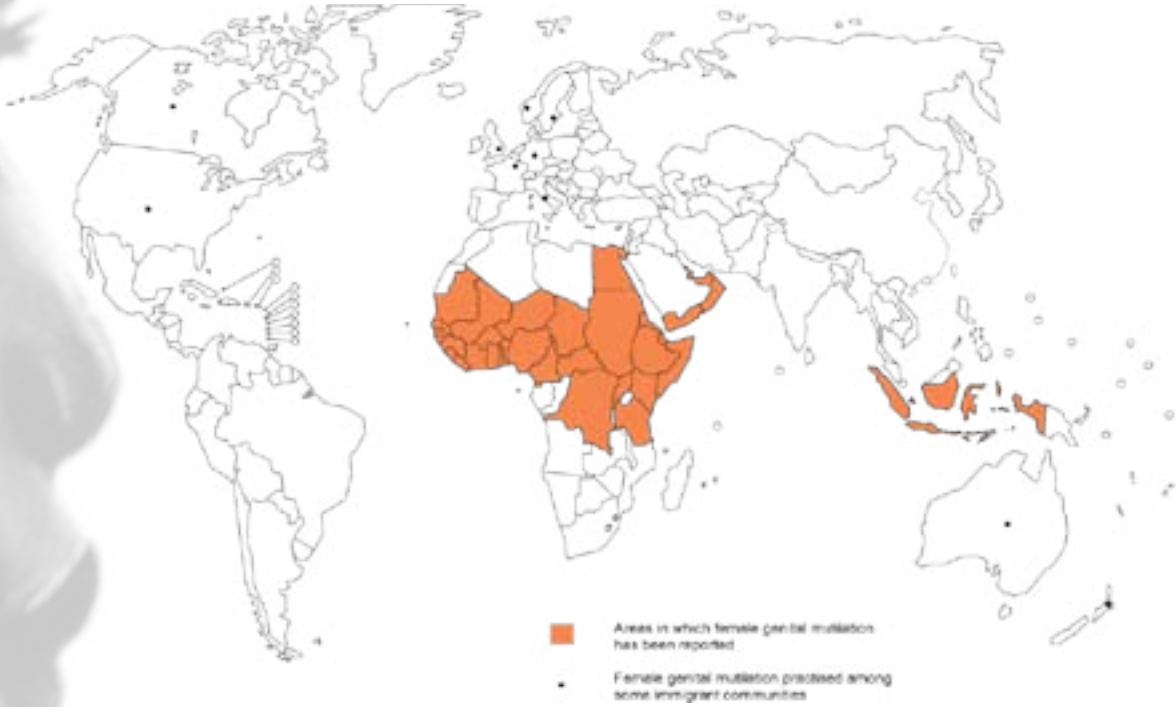 Areas in which female genital mutilation
has been reported
Female genital mutilation practised among
some immigrant communities